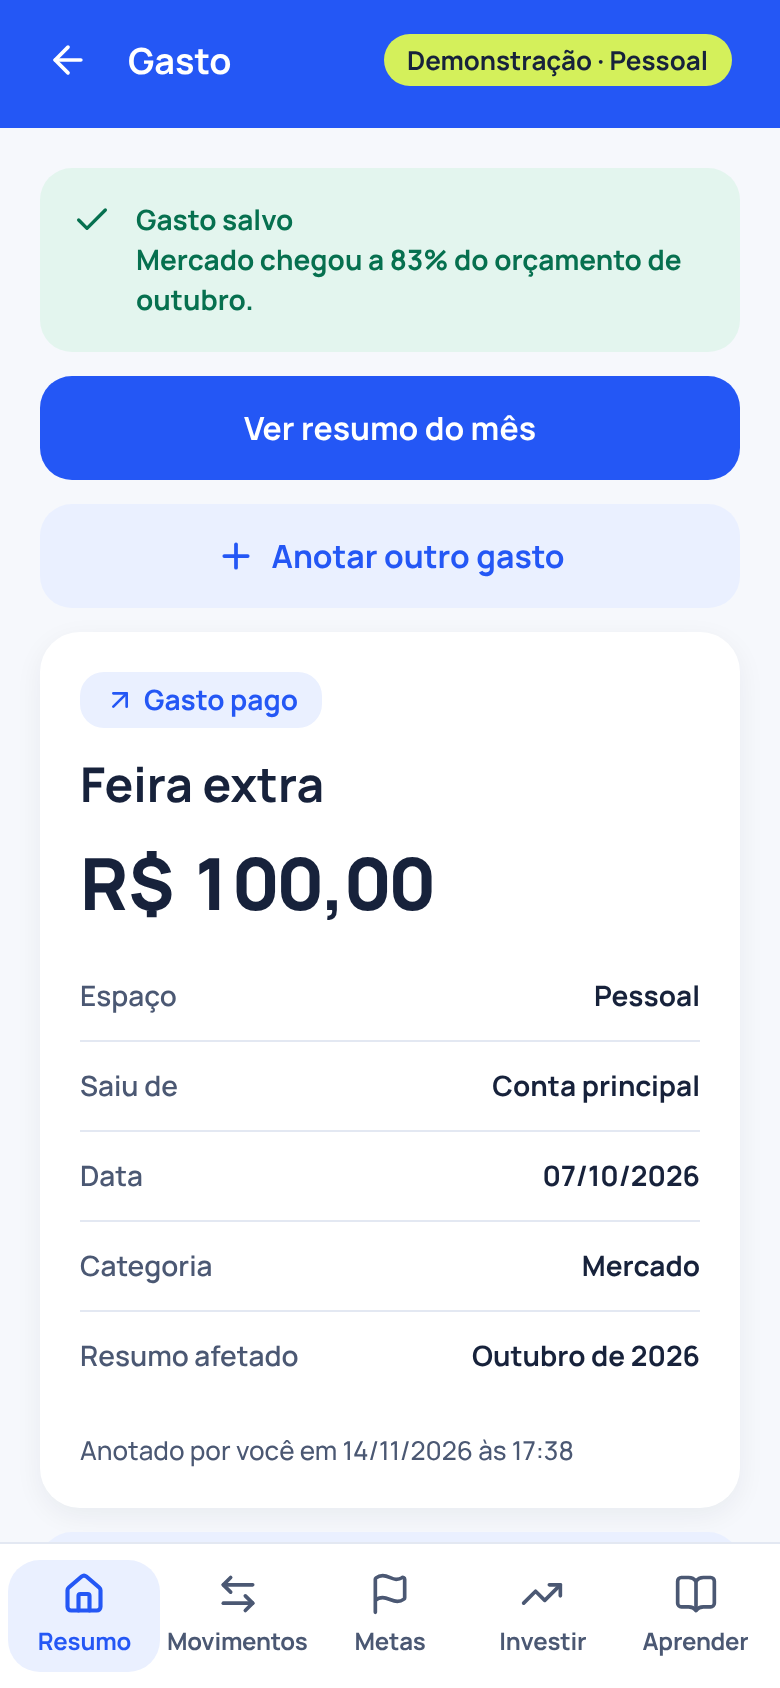 Gasto
Demonstração · Pessoal
Gasto salvo
Mercado chegou a 83% do orçamento de
outubro.
Ver resumo do mês
Anotar outro gasto
Gasto pago
Feira extra
R$ 100,00
Espaço Pessoal
Saiu de Conta principal
Data 07/10/2026
Categoria Mercado
Resumo afetado Outubro de 2026
Anotado por você em 14/11/2026 às 17:38
Resumo Movimentos Metas Investir Aprender